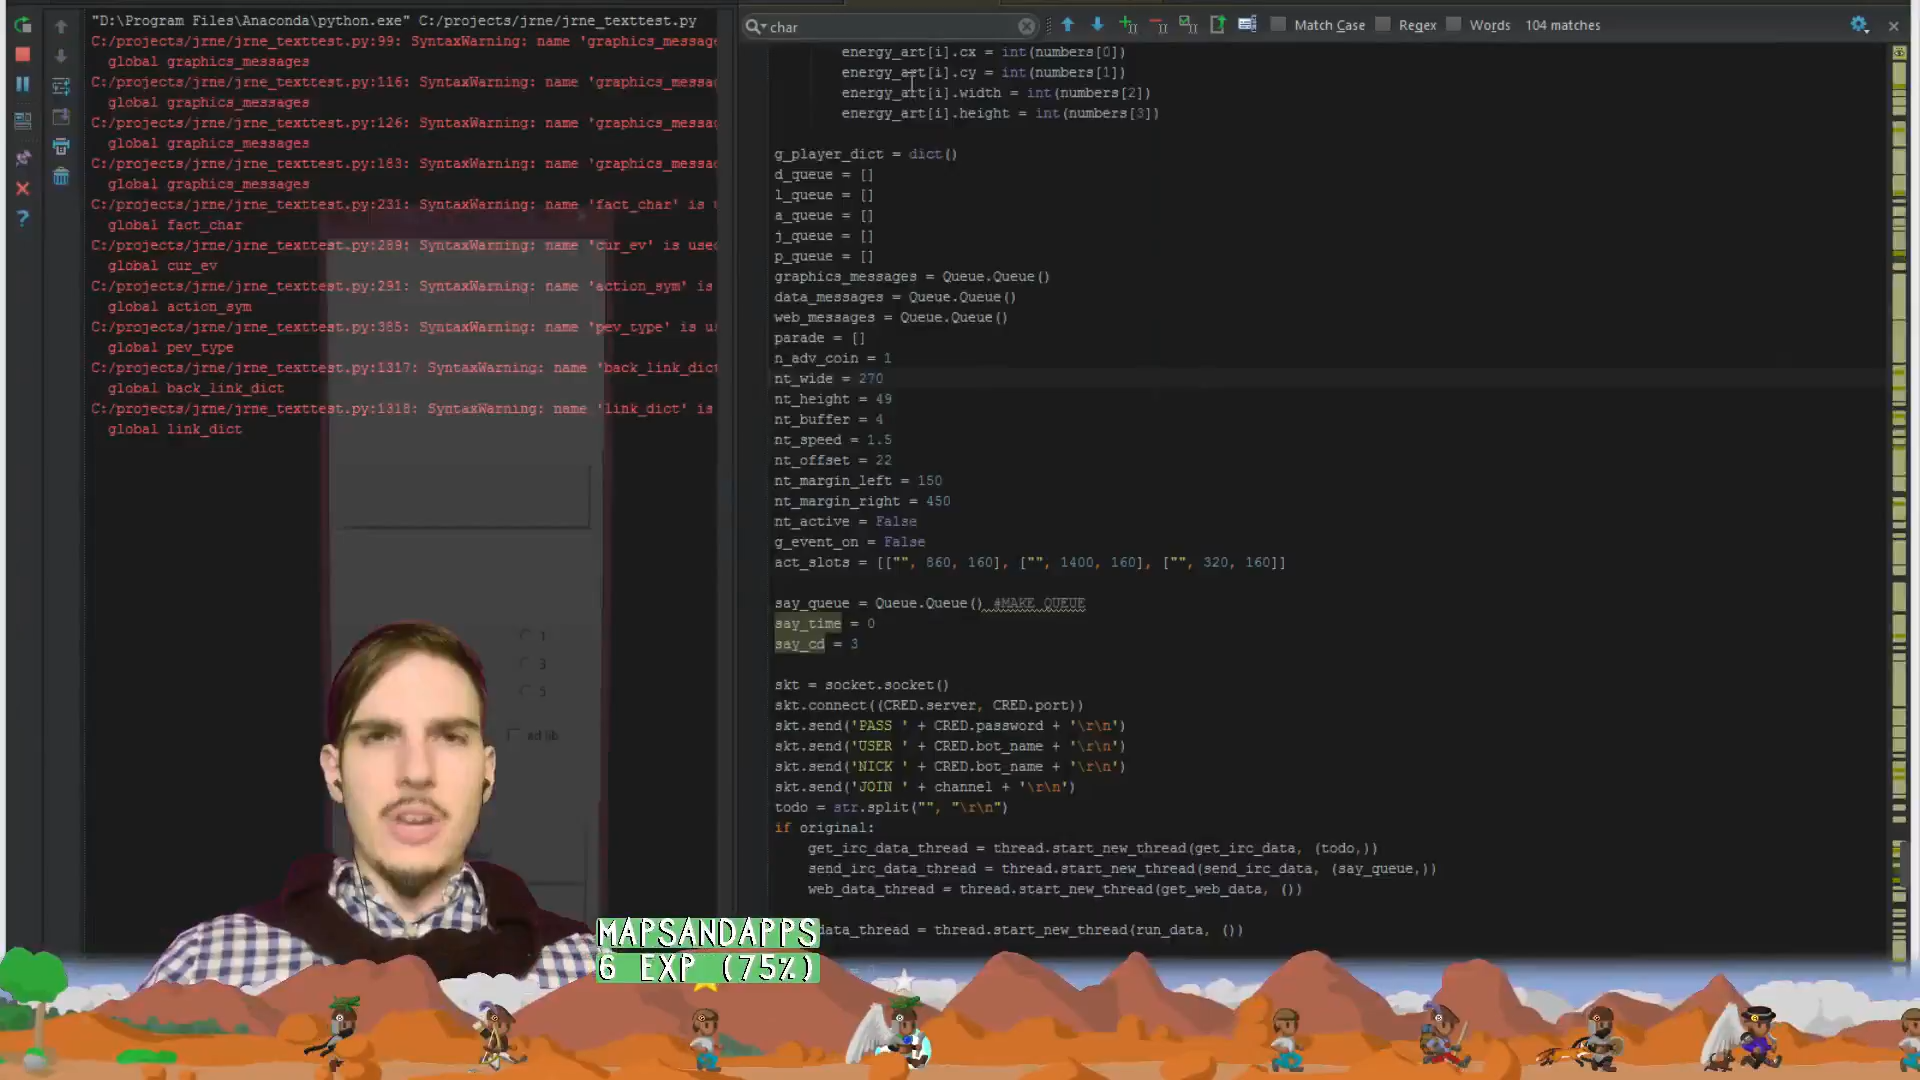 "D:\Program Files\Anaconda\python.exe" C:/projects/jrne/jrne_texttest.py
C:/projects/jrne/jrne_texttest.py:99: SyntaxWarning: name 'graphics_message
global graphics_messages
C:/projects/jrne/jrne_texttest.py:116: SyntaxWarning: name 'graphics_messa
global graphics_messages
C:/projects/jrne/jrne_texttest.py:126: SyntaxWarning: name 'graphics_messa
global graphics_messages
C:/projects/jrne/jrne_texttest.py:183: SyntaxWarning: name 'graphics_messa
global graphics_messages
C:/projects/jrne/jrne_texttest.py:231: SyntaxWarning: name 'fact_char' is u
global fact_char
C:/projects/jrne/jrne_texttest.py:289: SyntaxWarning: name 'cur_ev' is used
global cur_ev
C:/projects/jrne/jrne_texttest.py:291: SyntaxWarning: name 'action_sym' is
global action_sym
C:/projects/jrne/jrne_texttest.py:385: SyntaxWarning: name 'pev_type' is u
global pev_type
C:/projects/jrne/jrne_texttest.py:1317: SyntaxWarning: name 'back_link_dict
global back_link_dict
C:/projects/jrne/jrne_texttest.py:1318: SyntaxWarning: name 'link_dict' is
global link_dict
1
3
5
ad lib
char
Match Case
Regex
Words
104 matches
energy_art[i].cx = int(numbers[0])
energy_art[i].cy = int(numbers[1])
energy_art[i].width = int(numbers[2])
energy_art[i].height = int(numbers[3])
g_player_dict = dict()
d_queue = []
l_queue = []
a_queue = []
j_queue = []
p_queue = []
graphics_messages = Queue.Queue()
data_messages = Queue.Queue()
web_messages = Queue.Queue()
parade = []
n_adv_coin = 1
nt_wide = 270
nt_height = 49
nt_buffer = 4
nt_speed = 1.5
nt_offset = 22
nt_margin_left = 150
nt_margin_right = 450
nt_active = False
g_event_on = False
act_slots = [["", 860, 160], ["", 1400, 160], ["", 320, 160]]
say_queue = Queue.Queue() #MAKE QUEUE
say_time = 0
say_cd = 3
skt = socket.socket()
skt.connect((CRED.server, CRED.port))
skt.send('PASS ' + CRED.password + '\r\n')
skt.send('USER ' + CRED.bot_name + '\r\n')
skt.send('NICK ' + CRED.bot_name + '\r\n')
skt.send('JOIN ' + channel + '\r\n')
todo = str.split("", "\r\n")
if original:
get_irc_data_thread = thread.start_new_thread(get_irc_data, (todo,))
send_irc_data_thread = thread.start_new_thread(send_irc_data, (say_queue,))
web_data_thread = thread.start_new_thread(get_web_data, ())
data_thread = thread.start_new_thread(run_data, ())
MAPSANDAPPS
6 EXP (75%)